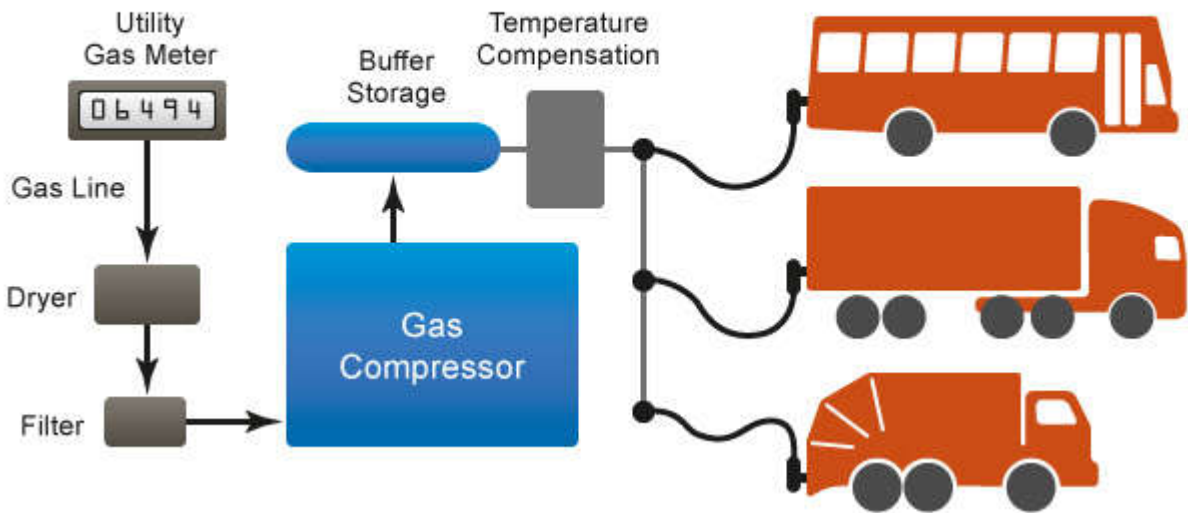 Utility
Gas Meter
06494
Gas Line
Dryer
Filter
Gas
Compressor
Buffer
Storage
Temperature
Compensation